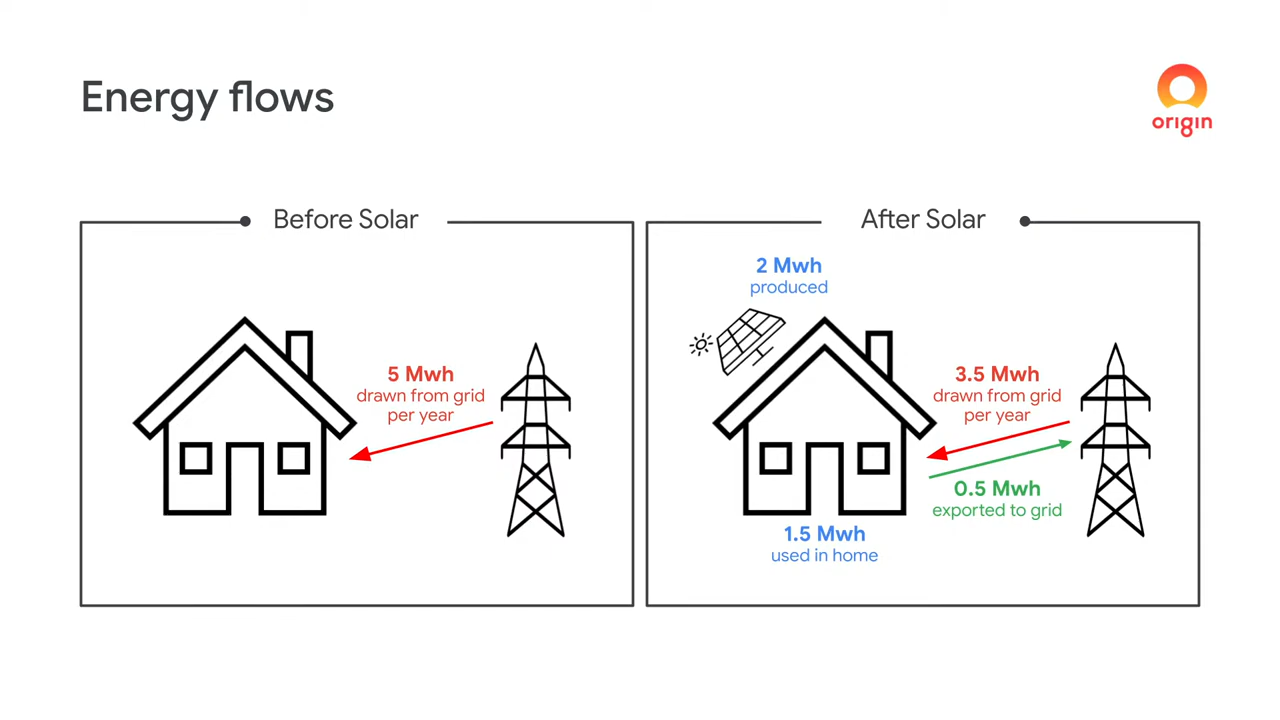 Energy flows
origin
Before Solar
5 Mwh
drawn from grid
per year
After Solar
2 Mwh
produced
3.5 Mwh
drawn from grid
per year
0.5 Mwh
exported to grid
1.5 Mwh
used in home